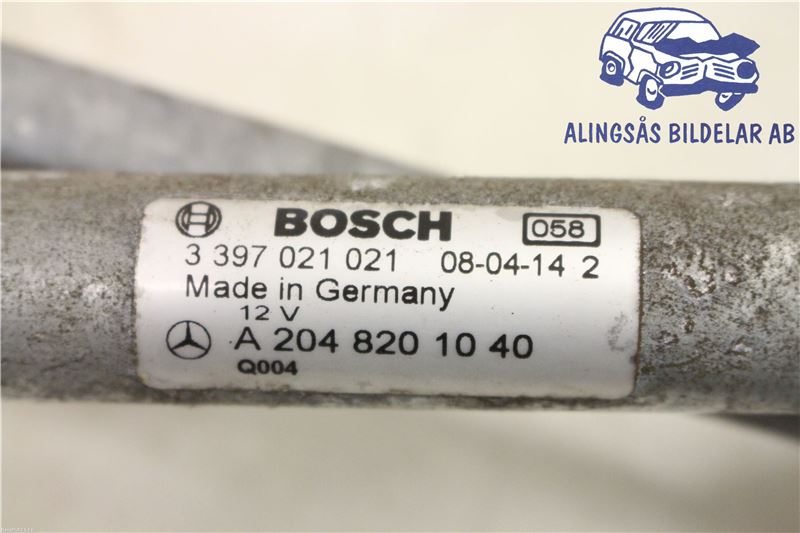 ALINGSÅS BILDELAR AB
BOSCH 058
3 397 021 021 08-04-14 2
Made in Germany
12 V
A 204 820 10 40
Q004